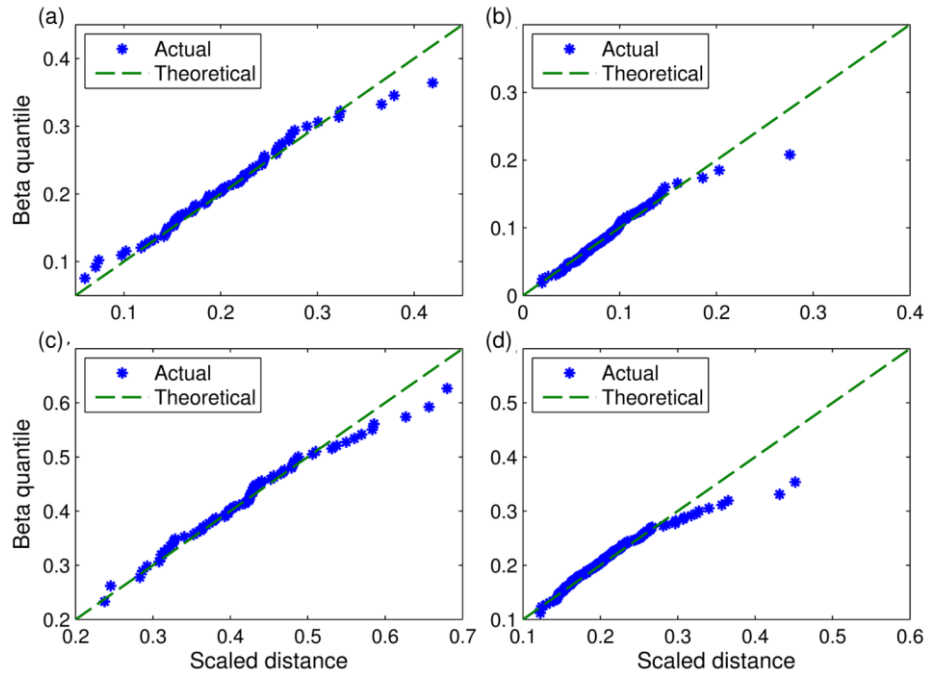 (a)
Actual
Theoretical
Beta quantile
0.4
0.3
0.2
0.1
0.1 0.2 0.3 0.4
(b)
Actual
Theoretical
0.4
0.3
0.2
0.1
0
0 0.1 0.2 0.3 0.4
(c)
Actual
Theoretical
Beta quantile
0.6
0.5
0.4
0.3
0.2
0.2 0.3 0.4 0.5 0.6 0.7
Scaled distance
(d)
Actual
Theoretical
0.5
0.4
0.3
0.2
0.1
0.1 0.2 0.3 0.4 0.5 0.6
Scaled distance